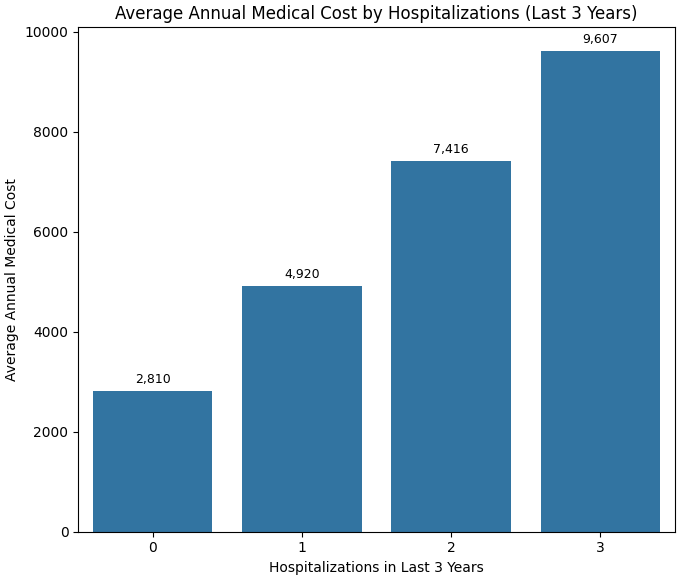 Average Annual Medical Cost by Hospitalizations (Last 3 Years)
10000
8000
6000
4000
2000
0
Average Annual Medical Cost
2,810
4,920
7,416
9,607
0 1 2 3
Hospitalizations in Last 3 Years